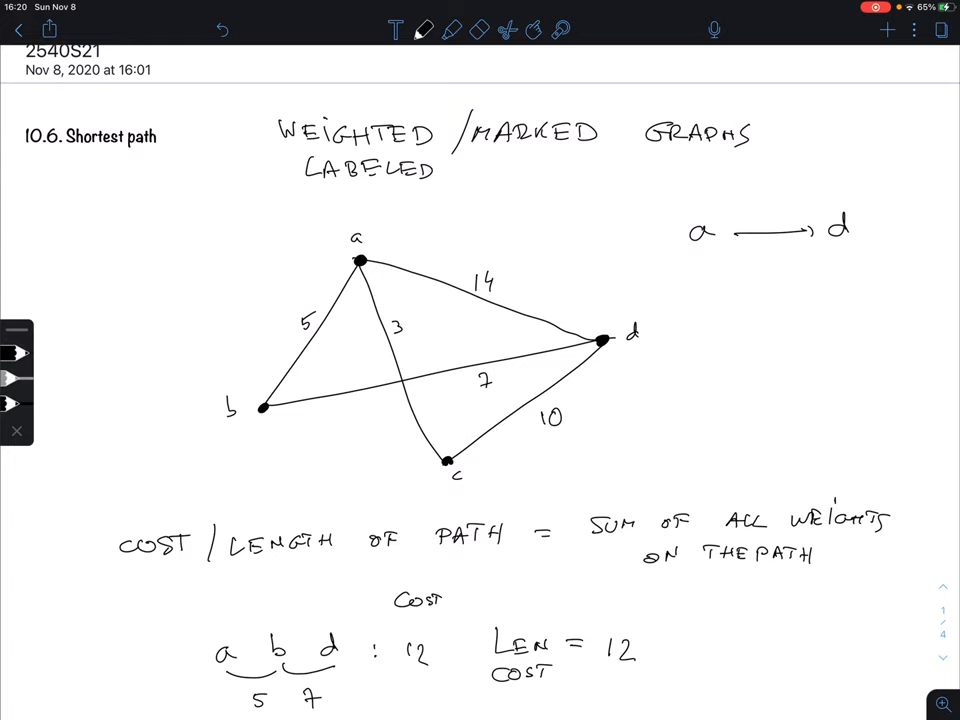 16:20 Sun Nov 8
65%
2540S21
Nov 8, 2020 at 16:01
10.6. Shortest path
WEIGHTED / MARKED GRAPHS
LABELED
a → d
a
14
5
3
d
7
b
10
c
COST / LENGTH OF PATH = SUM OF ALL WEIGHTS
ON THE PATH
COST
a b d : 12 LEN = 12
COST
5 7
1
/
4